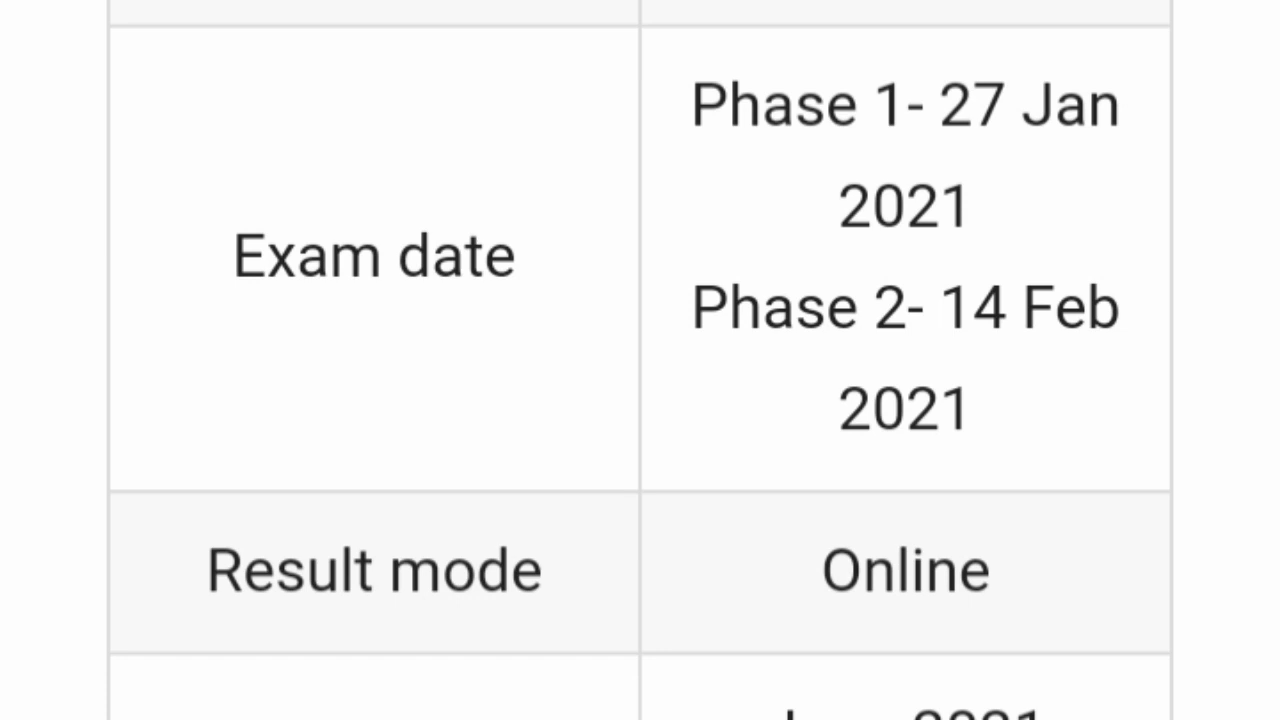 Exam date
Phase 1- 27 Jan
2021
Phase 2- 14 Feb
2021
Result mode
Online